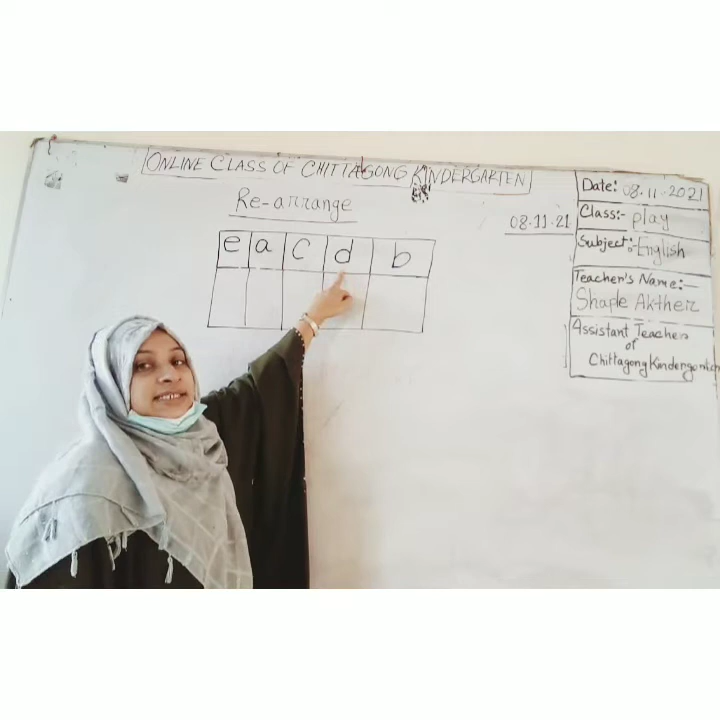 ONLINE CLASS OF CHITTAGONG KINDERGARTEN
Re-arrange
e a c d b
08-11-21
Date: 08.11.2021
Class:- play
Subject:- English
Teacher's Name:-
Shaple Akther
Assistant Teacher
of
Chittagong Kindergarten